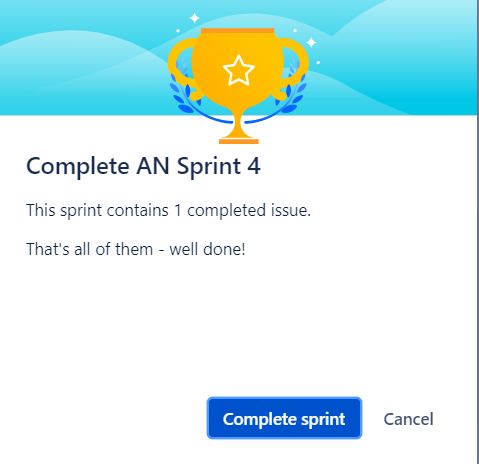 Complete AN Sprint 4
This sprint contains 1 completed issue.
That's all of them - well done!
Complete sprint
Cancel